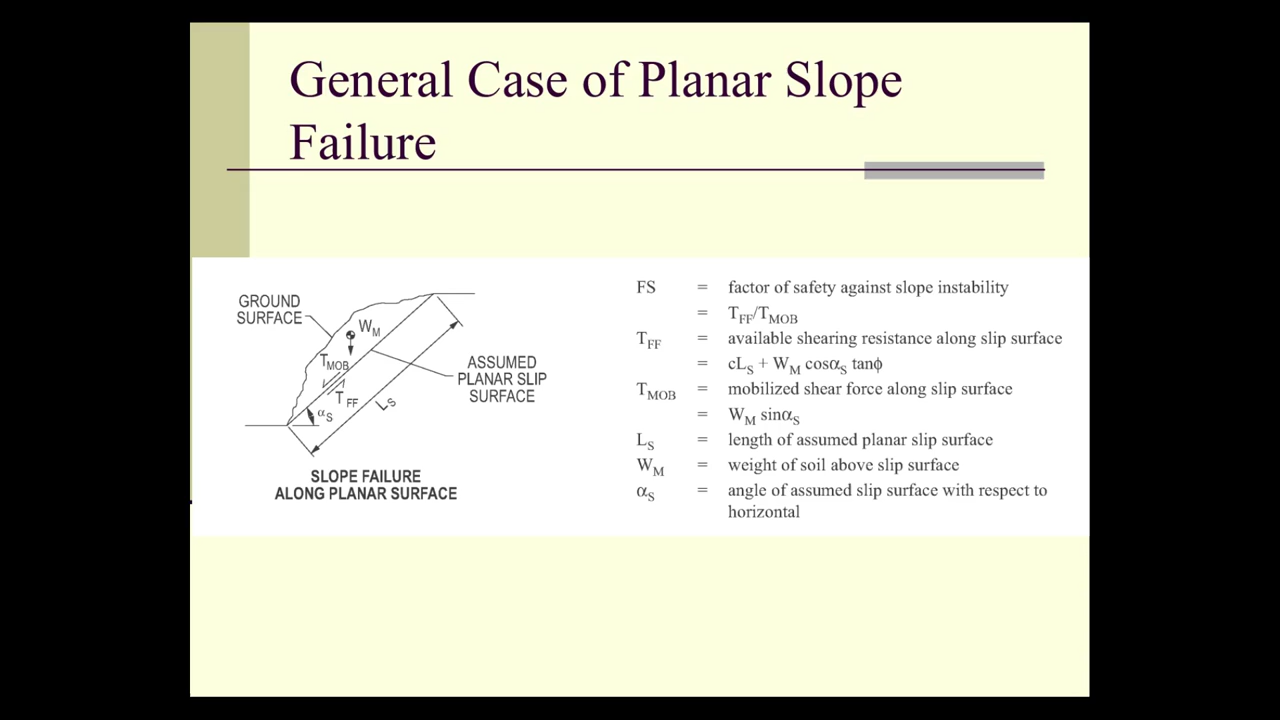 General Case of Planar Slope
Failure
GROUND
SURFACE
W_M
T_MOB
T_FF
α_S
L_S
ASSUMED
PLANAR SLIP
SURFACE
SLOPE FAILURE
ALONG PLANAR SURFACE
FS = factor of safety against slope instability
= T_FF/T_MOB
T_FF = available shearing resistance along slip surface
= cL_S + W_M cosα_S tanϕ
T_MOB = mobilized shear force along slip surface
= W_M sinα_S
L_S = length of assumed planar slip surface
W_M = weight of soil above slip surface
α_S = angle of assumed slip surface with respect to
horizontal